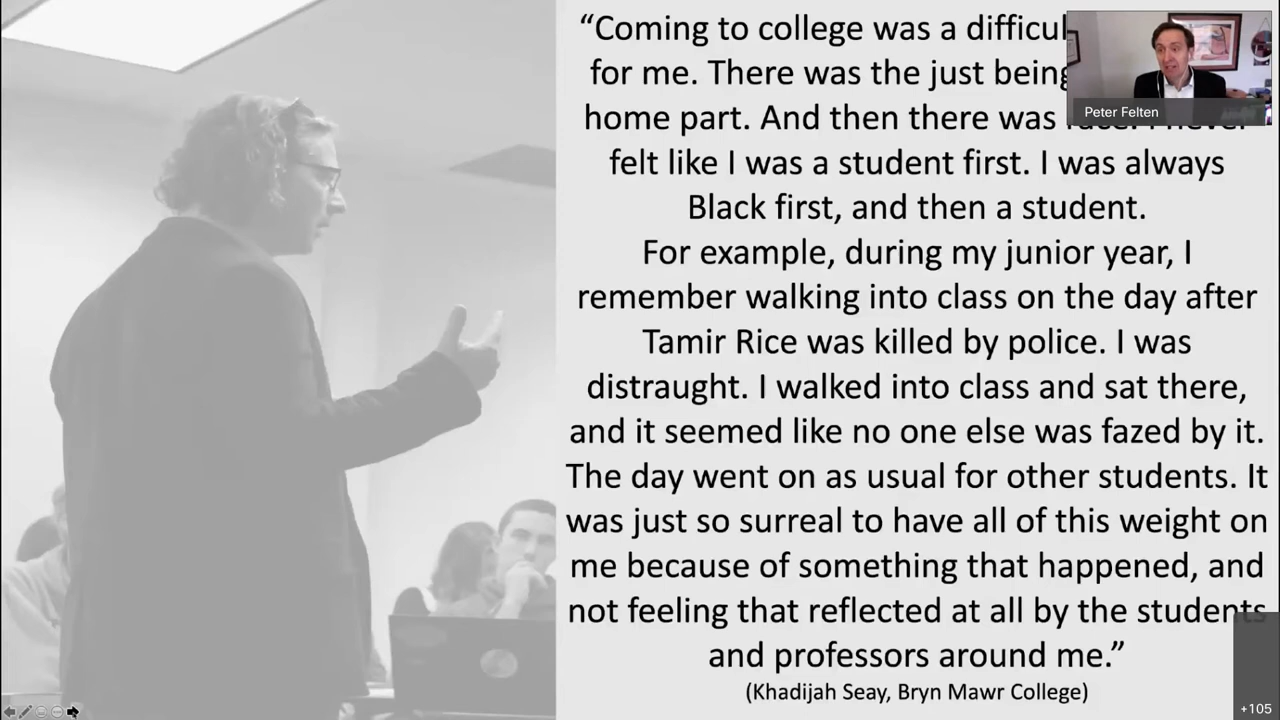 “Coming to college was a difficul
for me. There was the just being
home part. And then there was
felt like I was a student first. I was always
Black first, and then a student.
For example, during my junior year, I
remember walking into class on the day after
Tamir Rice was killed by police. I was
distraught. I walked into class and sat there,
and it seemed like no one else was fazed by it.
The day went on as usual for other students. It
was just so surreal to have all of this weight on
me because of something that happened, and
not feeling that reflected at all by the students
and professors around me.”
(Khadijah Seay, Bryn Mawr College)
Peter Felten
+105